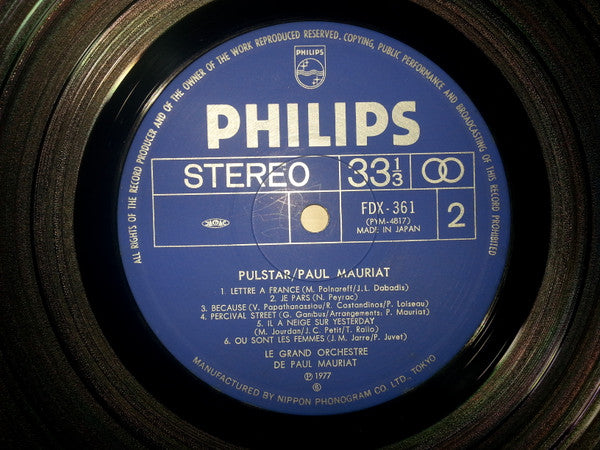 ALL RIGHTS OF THE RECORD PRODUCER AND OF THE OWNER OF THE WORK REPRODUCED RESERVED. COPYING, PUBLIC PERFORMANCE AND BROADCASTING OF THIS RECORD PROHIBITED
PHILIPS
PHILIPS
STEREO
33 1/3
FDX-361
(PYM-4817)
MADE IN JAPAN
2
PULSTAR/PAUL MAURIAT
1. LETTRE A FRANCE (M. Polnareff/J.L. Dabadis)
2. JE PARS (N. Peyrac)
3. BECAUSE (V. Papathanassiou/R. Castandinos/P. Loiseau)
4. PERCIVAL STREET (G. Gambus/Arrangements: P. Mauriat)
5. IL A NEIGE SUR YESTERDAY
(M. Jourdan/J.C. Petit/T. Rallo)
6. OU SONT LES FEMMES (J.M. Jarre/P. Juvet)
LE GRAND ORCHESTRE
DE PAUL MAURIAT
Ⓟ 1977
MANUFACTURED BY NIPPON PHONOGRAM CO. LTD., TOKYO